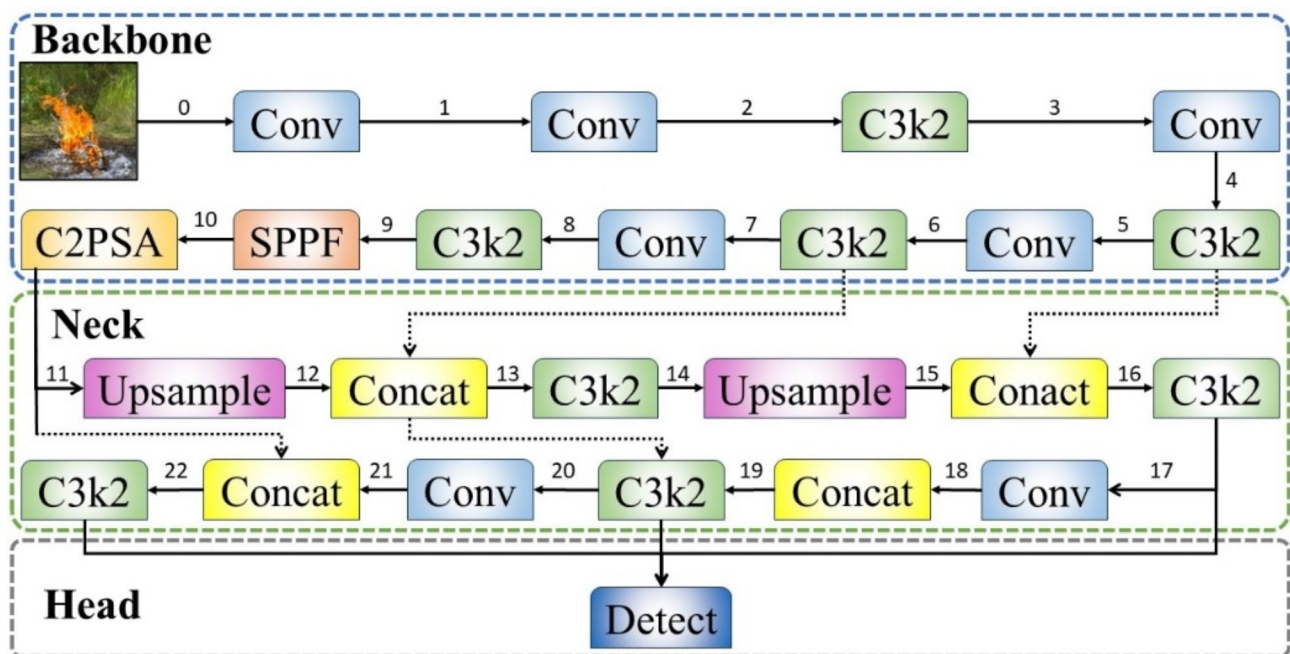 Backbone
0
Conv
1
Conv
2
C3k2
3
Conv
4
C2PSA
10
SPPF
9
C3k2
8
Conv
7
C3k2
6
Conv
5
C3k2
Neck
11
Upsample
12
Concat
13
C3k2
14
Upsample
15
Conact
16
C3k2
C3k2
22
Concat
21
Conv
20
C3k2
19
Concat
18
Conv
17
Head
Detect